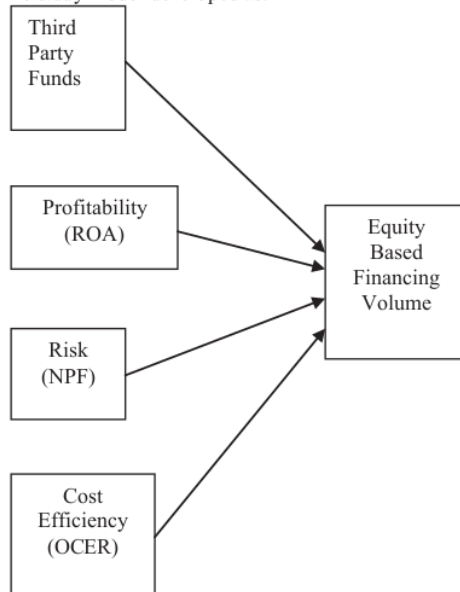 Third
Party
Funds
Profitability
(ROA)
Equity
Based
Financing
Volume
Risk
(NPF)
Cost
Efficiency
(OCER)